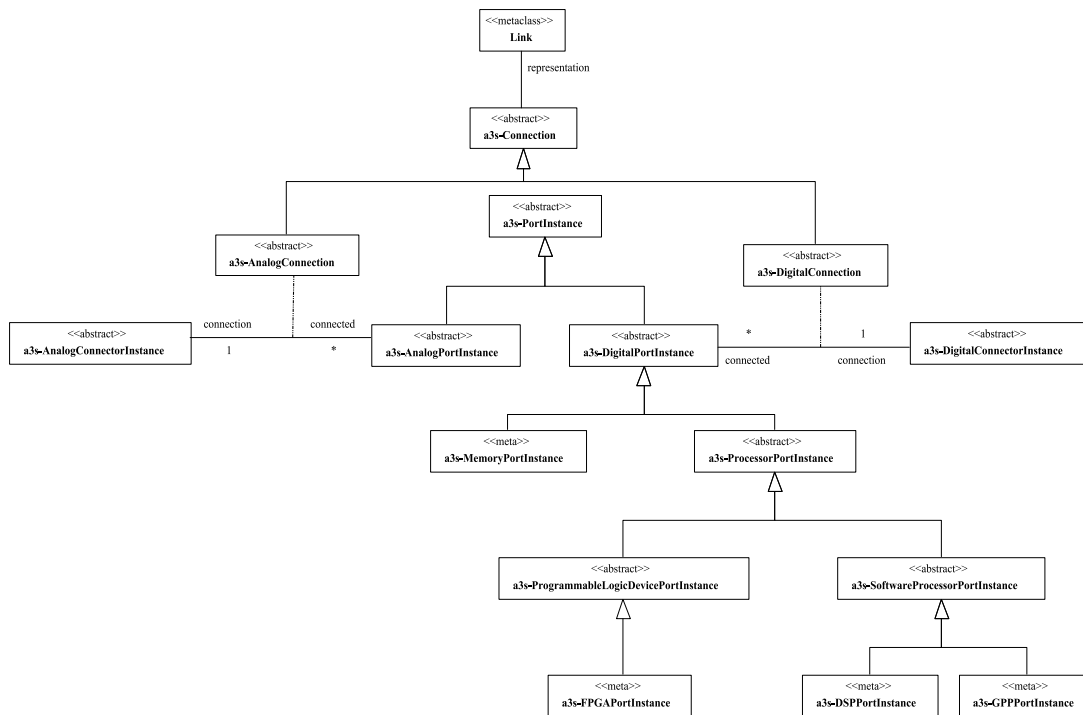 <<metaclass>>
Link
representation
<<abstract>>
a3s-Connection
<<abstract>>
a3s-PortInstance
<<abstract>>
a3s-AnalogConnection
<<abstract>>
a3s-DigitalConnection
<<abstract>>
a3s-AnalogConnectorInstance
connection
1
connected
*
<<abstract>>
a3s-AnalogPortInstance
<<abstract>>
a3s-DigitalPortInstance
*
connected
1
connection
<<abstract>>
a3s-DigitalConnectorInstance
<<meta>>
a3s-MemoryPortInstance
<<abstract>>
a3s-ProcessorPortInstance
<<abstract>>
a3s-ProgrammableLogicDevicePortInstance
<<abstract>>
a3s-SoftwareProcessorPortInstance
<<meta>>
a3s-FPGAPortInstance
<<meta>>
a3s-DSPPortInstance
<<meta>>
a3s-GPPPortInstance